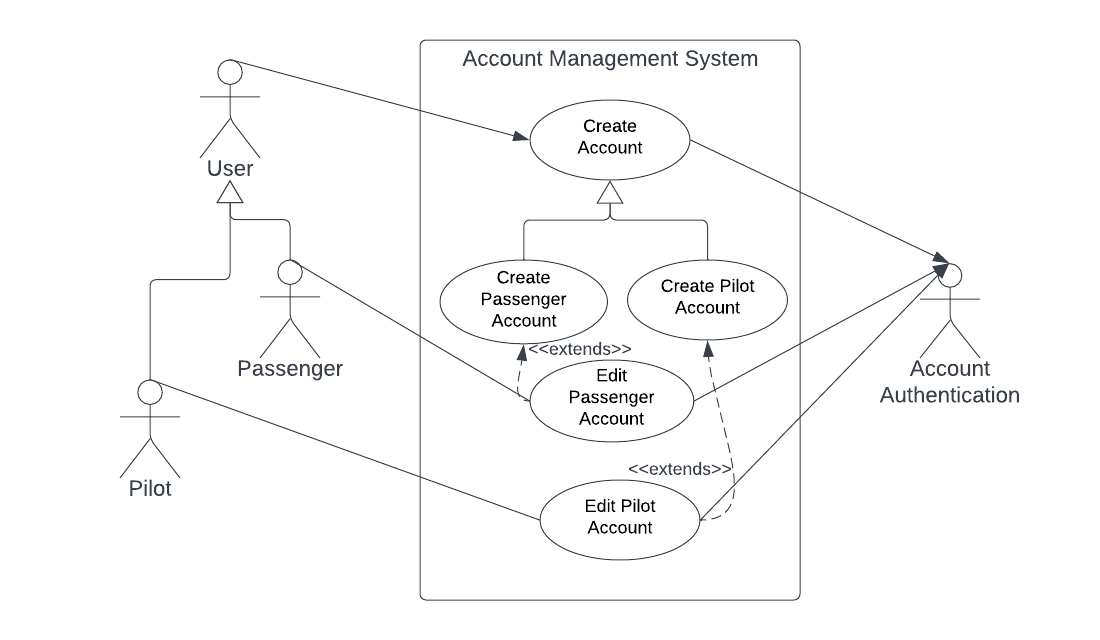 Account Management System
User
Create
Account
Create
Passenger
Account
Create Pilot
Account
Passenger
<<extends>>
Edit
Passenger
Account
Account
Authentication
Pilot
<<extends>>
Edit Pilot
Account